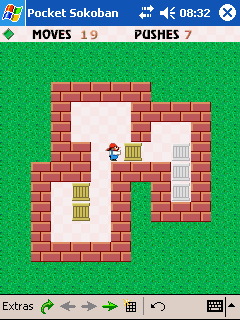 Pocket Sokoban 08:32
MOVES 19 PUSHES 7
Extras